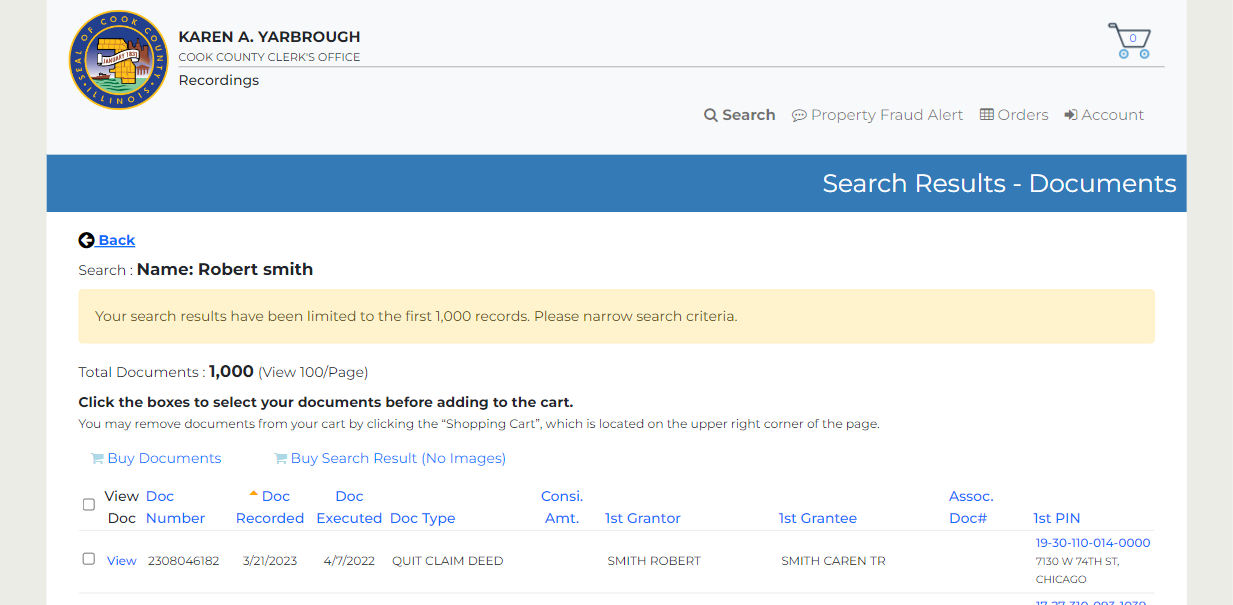 SEAL OF COOK COUNTY
ILLINOIS
JANUARY 1831
KAREN A. YARBROUGH
COOK COUNTY CLERK'S OFFICE
Recordings
0
Search Property Fraud Alert Orders Account
Search Results - Documents
Back
Search : Name: Robert smith
Your search results have been limited to the first 1,000 records. Please narrow search criteria.
Total Documents : 1,000 (View 100/Page)
Click the boxes to select your documents before adding to the cart.
You may remove documents from your cart by clicking the “Shopping Cart”, which is located on the upper right corner of the page.
Buy Documents Buy Search Result (No Images)
View Doc Doc Doc Consi. Assoc.
Doc Number Recorded Executed Doc Type Amt. 1st Grantor 1st Grantee Doc# 1st PIN
19-30-110-014-0000
View 2308046182 3/21/2023 4/7/2022 QUIT CLAIM DEED SMITH ROBERT SMITH CAREN TR 7130 W 74TH ST,
CHICAGO